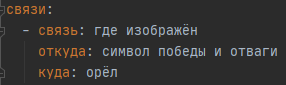 связи:
- связь: где изображён
откуда: символ победы и отваги
куда: орёл